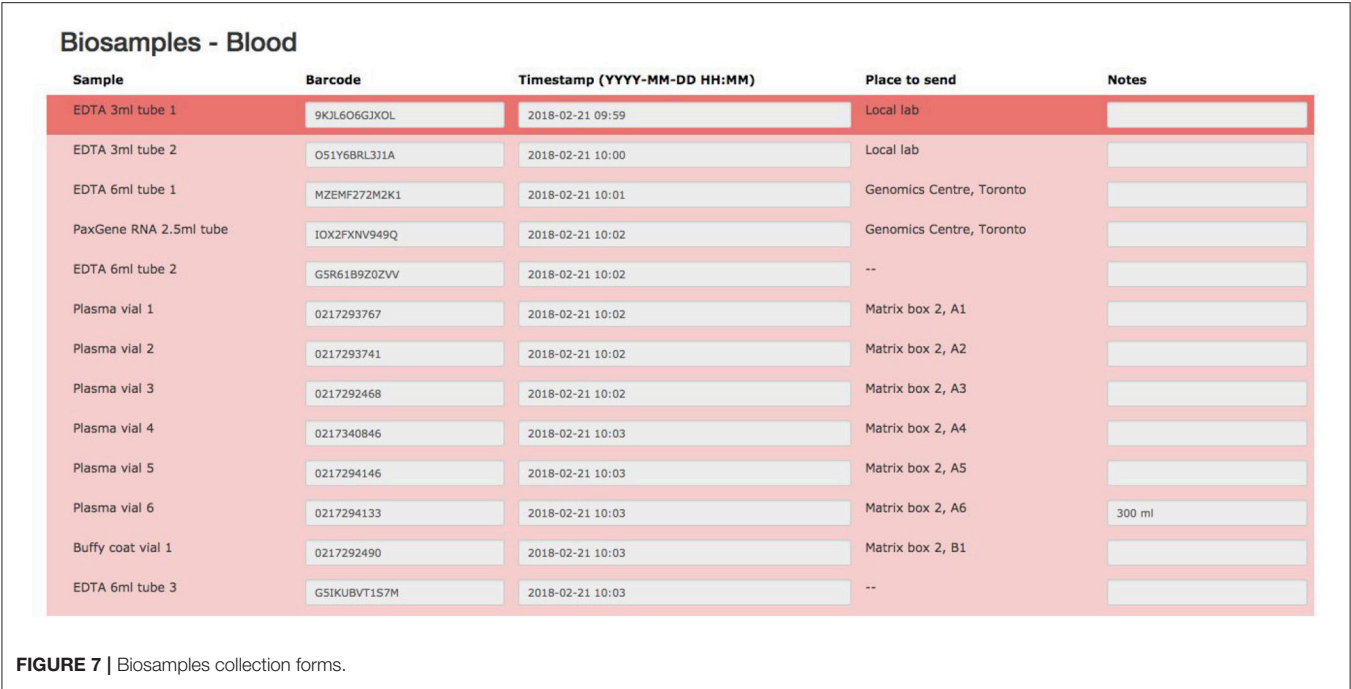 Biosamples - Blood
Sample Barcode Timestamp (YYYY-MM-DD HH:MM) Place to send Notes
EDTA 3ml tube 1 9KJL6O6GJXOL 2018-02-21 09:59 Local lab
EDTA 3ml tube 2 O51Y6BRL3J1A 2018-02-21 10:00 Local lab
EDTA 6ml tube 1 MZEMF272M2K1 2018-02-21 10:01 Genomics Centre, Toronto
PaxGene RNA 2.5ml tube IOX2FXNV949Q 2018-02-21 10:02 Genomics Centre, Toronto
EDTA 6ml tube 2 G5R61B9Z0ZVV 2018-02-21 10:02 --
Plasma vial 1 0217293767 2018-02-21 10:02 Matrix box 2, A1
Plasma vial 2 0217293741 2018-02-21 10:02 Matrix box 2, A2
Plasma vial 3 0217292468 2018-02-21 10:02 Matrix box 2, A3
Plasma vial 4 0217340846 2018-02-21 10:03 Matrix box 2, A4
Plasma vial 5 0217294146 2018-02-21 10:03 Matrix box 2, A5
Plasma vial 6 0217294133 2018-02-21 10:03 Matrix box 2, A6 300 ml
Buffy coat vial 1 0217292490 2018-02-21 10:03 Matrix box 2, B1
EDTA 6ml tube 3 G5IKUBVT1S7M 2018-02-21 10:03 --
FIGURE 7 | Biosamples collection forms.